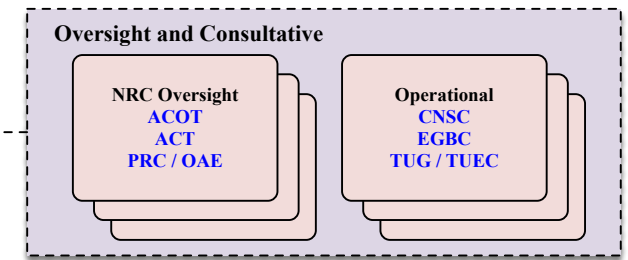 Oversight and Consultative
NRC Oversight
ACOT
ACT
PRC / OAE
Operational
CNSC
EGBC
TUG / TUEC